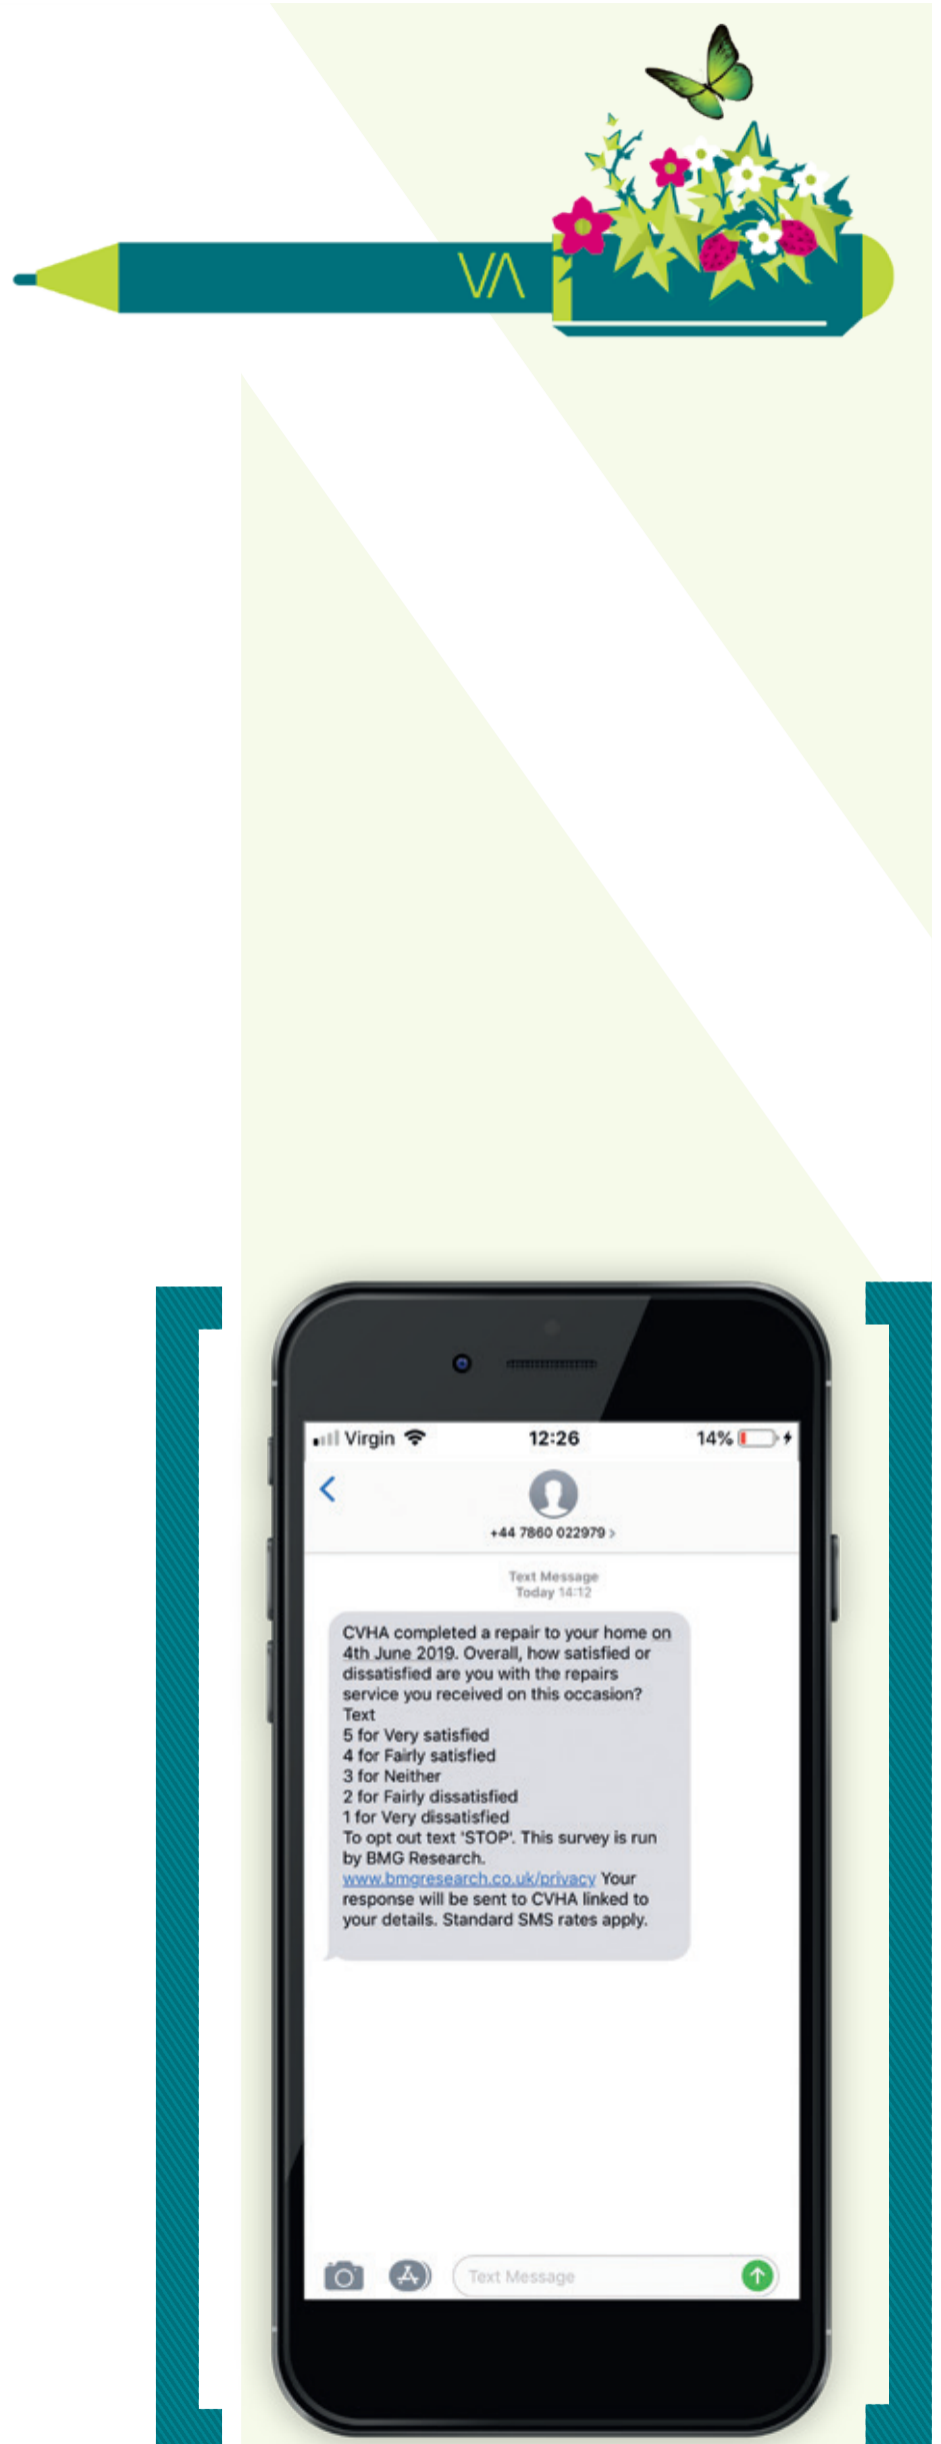 VA
Virgin
12:26
14%
+44 7860 022979 >
Text Message
Today 14:12
CVHA completed a repair to your home on
4th June 2019. Overall, how satisfied or
dissatisfied are you with the repairs
service you received on this occasion?
Text
5 for Very satisfied
4 for Fairly satisfied
3 for Neither
2 for Fairly dissatisfied
1 for Very dissatisfied
To opt out text 'STOP'. This survey is run
by BMG Research.
www.bmgresearch.co.uk/privacy Your
response will be sent to CVHA linked to
your details. Standard SMS rates apply.
Text Message